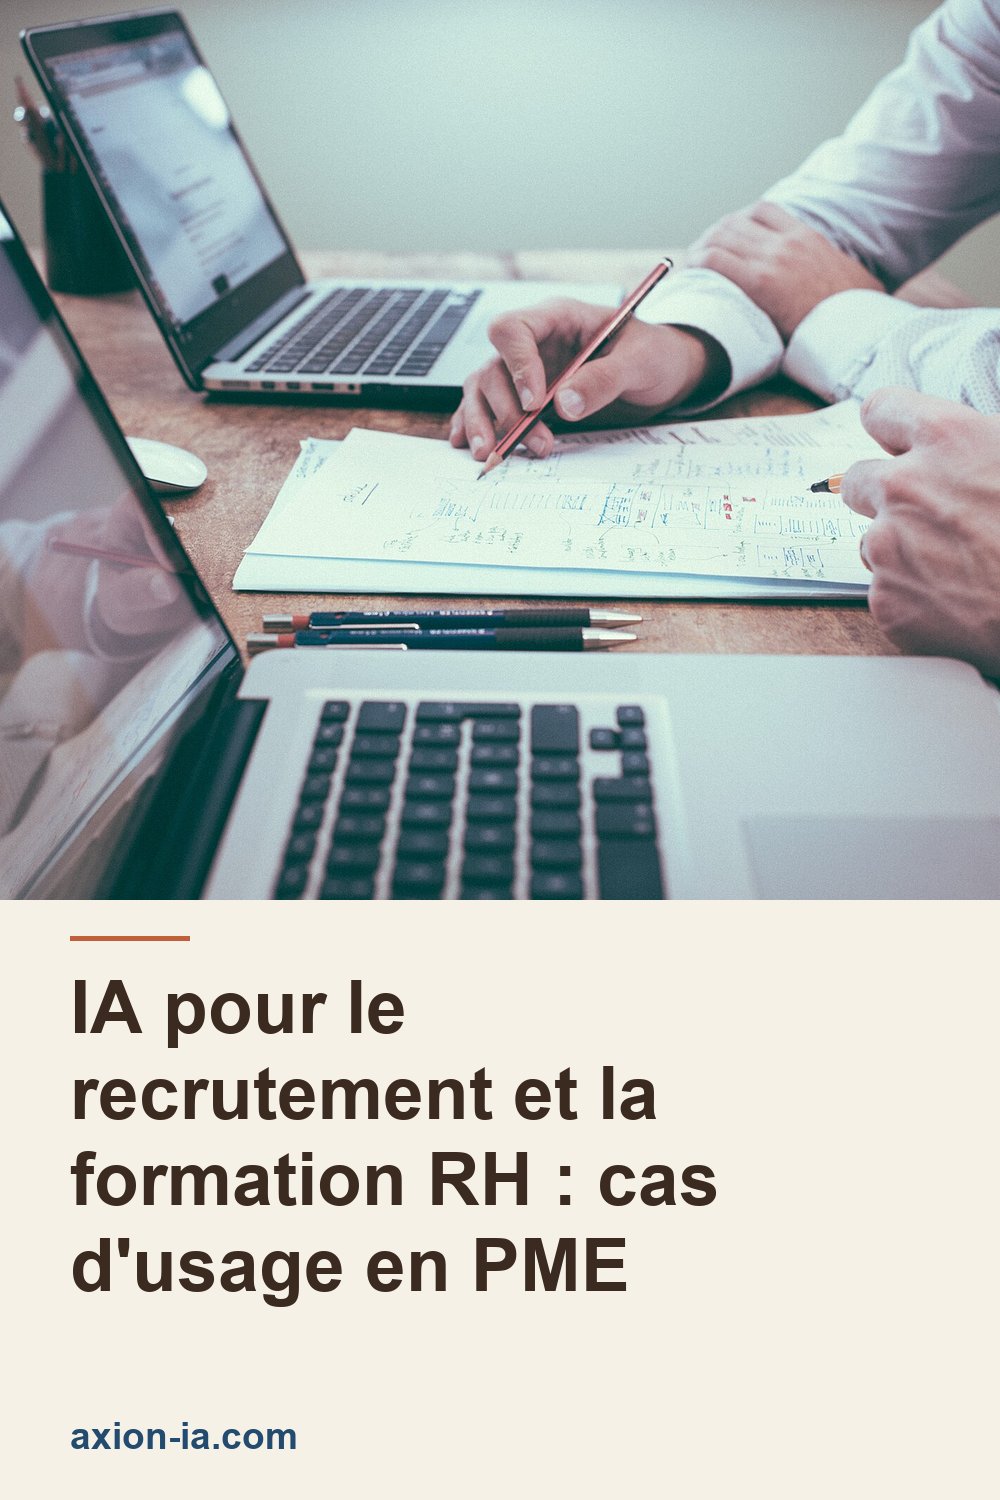 IA pour le
recrutement et la
formation RH : cas
d'usage en PME
axion-ia.com